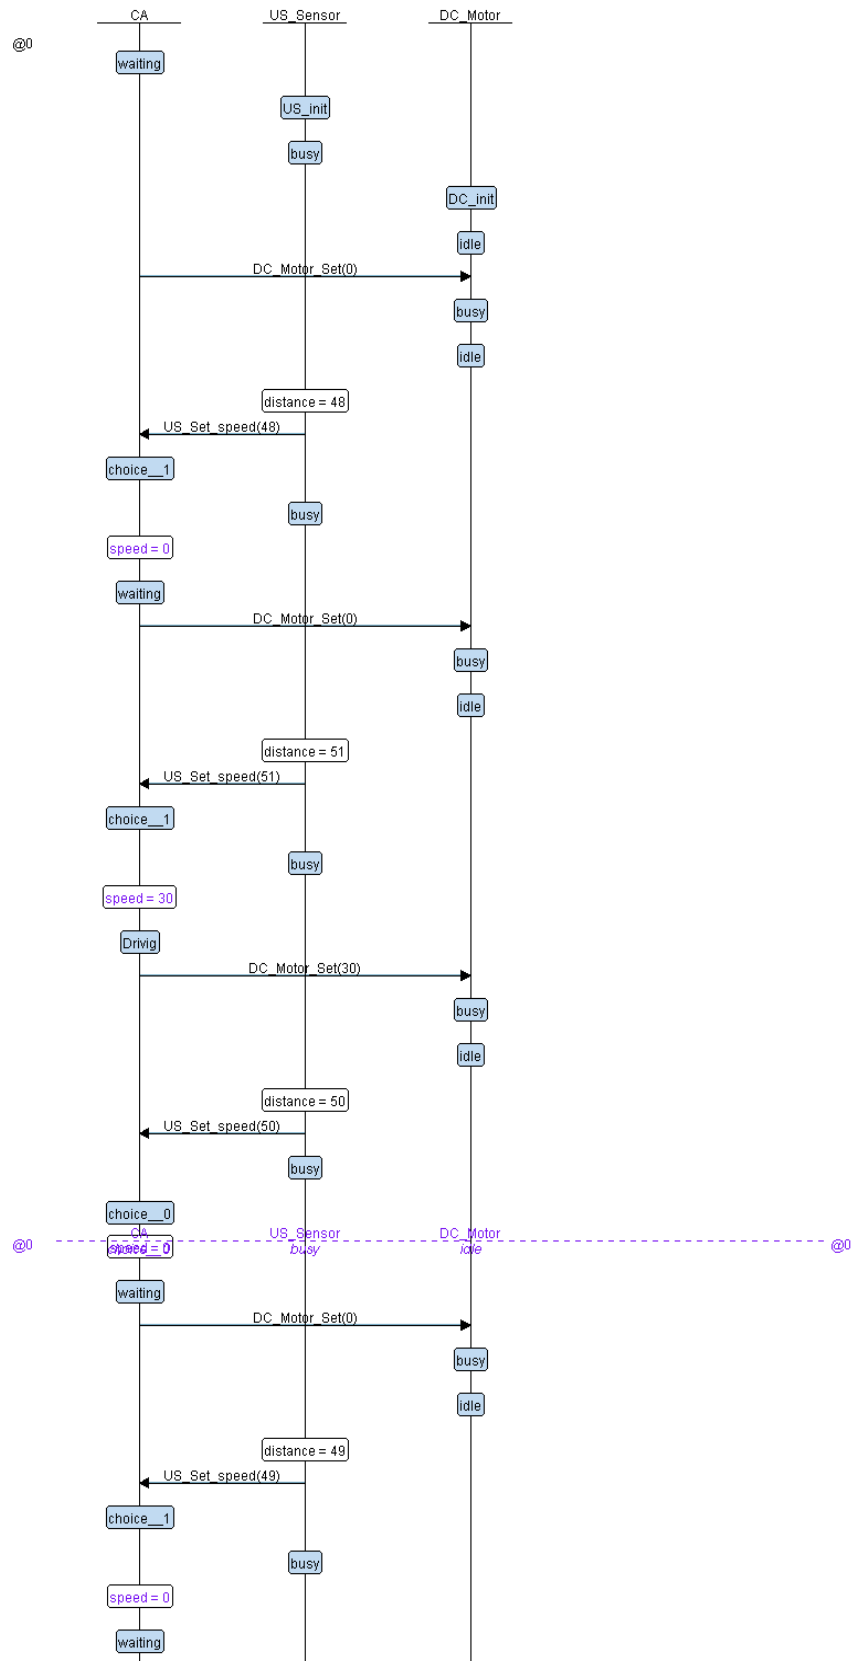 CA US_Sensor DC_Motor
@0
waiting
US_init
busy
DC_init
idle
DC_Motor_Set(0)
busy
idle
distance = 48
US_Set_speed(48)
choice__1
busy
speed = 0
waiting
DC_Motor_Set(0)
busy
idle
distance = 51
US_Set_speed(51)
choice__1
busy
speed = 30
Drivig
DC_Motor_Set(30)
busy
idle
distance = 50
US_Set_speed(50)
busy
choice__0
CA US_Sensor DC_Motor
@0 speed = 0 busy idle @0
waiting
DC_Motor_Set(0)
busy
idle
distance = 49
US_Set_speed(49)
choice__1
busy
speed = 0
waiting